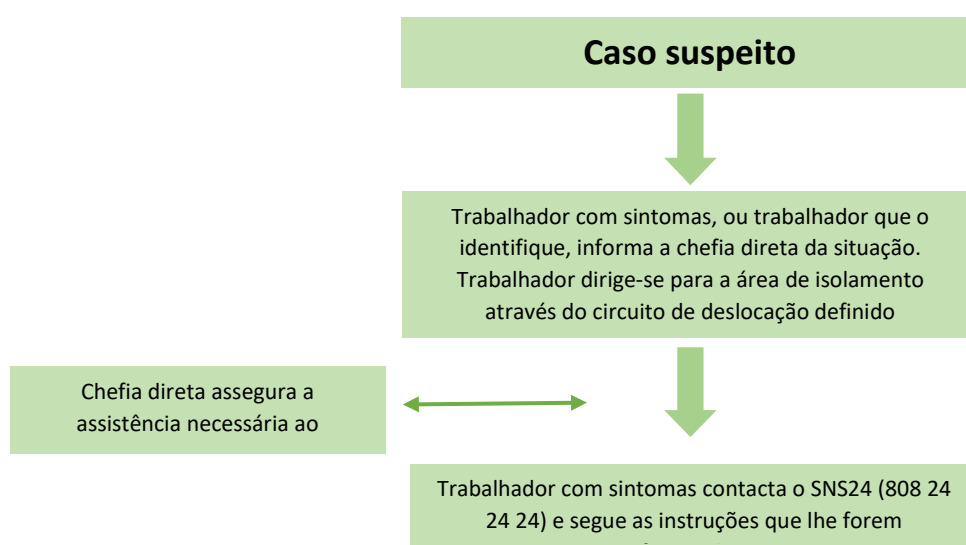 Caso suspeito
Trabalhador com sintomas, ou trabalhador que o
identifique, informa a chefia direta da situação.
Trabalhador dirige-se para a área de isolamento
através do circuito de deslocação definido
Chefia direta assegura a
assistência necessária ao
Trabalhador com sintomas contacta o SNS24 (808 24
24 24) e segue as instruções que lhe forem